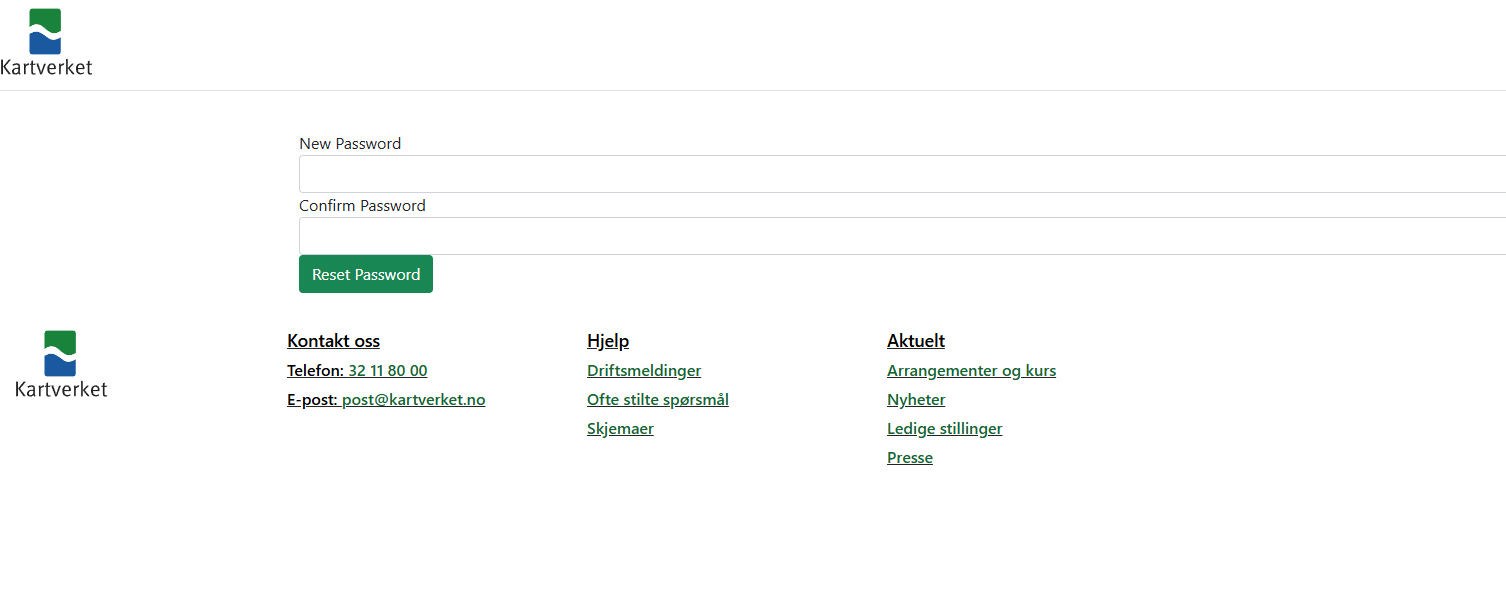 Kartverket
New Password
Confirm Password
Reset Password
Kartverket
Kontakt oss
Telefon: 32 11 80 00
E-post: post@kartverket.no
Hjelp
Driftsmeldinger
Ofte stilte spørsmål
Skjemaer
Aktuelt
Arrangementer og kurs
Nyheter
Ledige stillinger
Presse